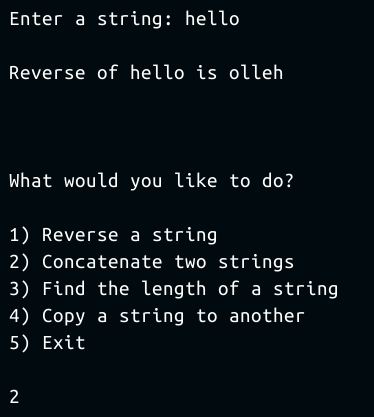 Enter a string: hello
Reverse of hello is olleh
What would you like to do?
1) Reverse a string
2) Concatenate two strings
3) Find the length of a string
4) Copy a string to another
5) Exit
2